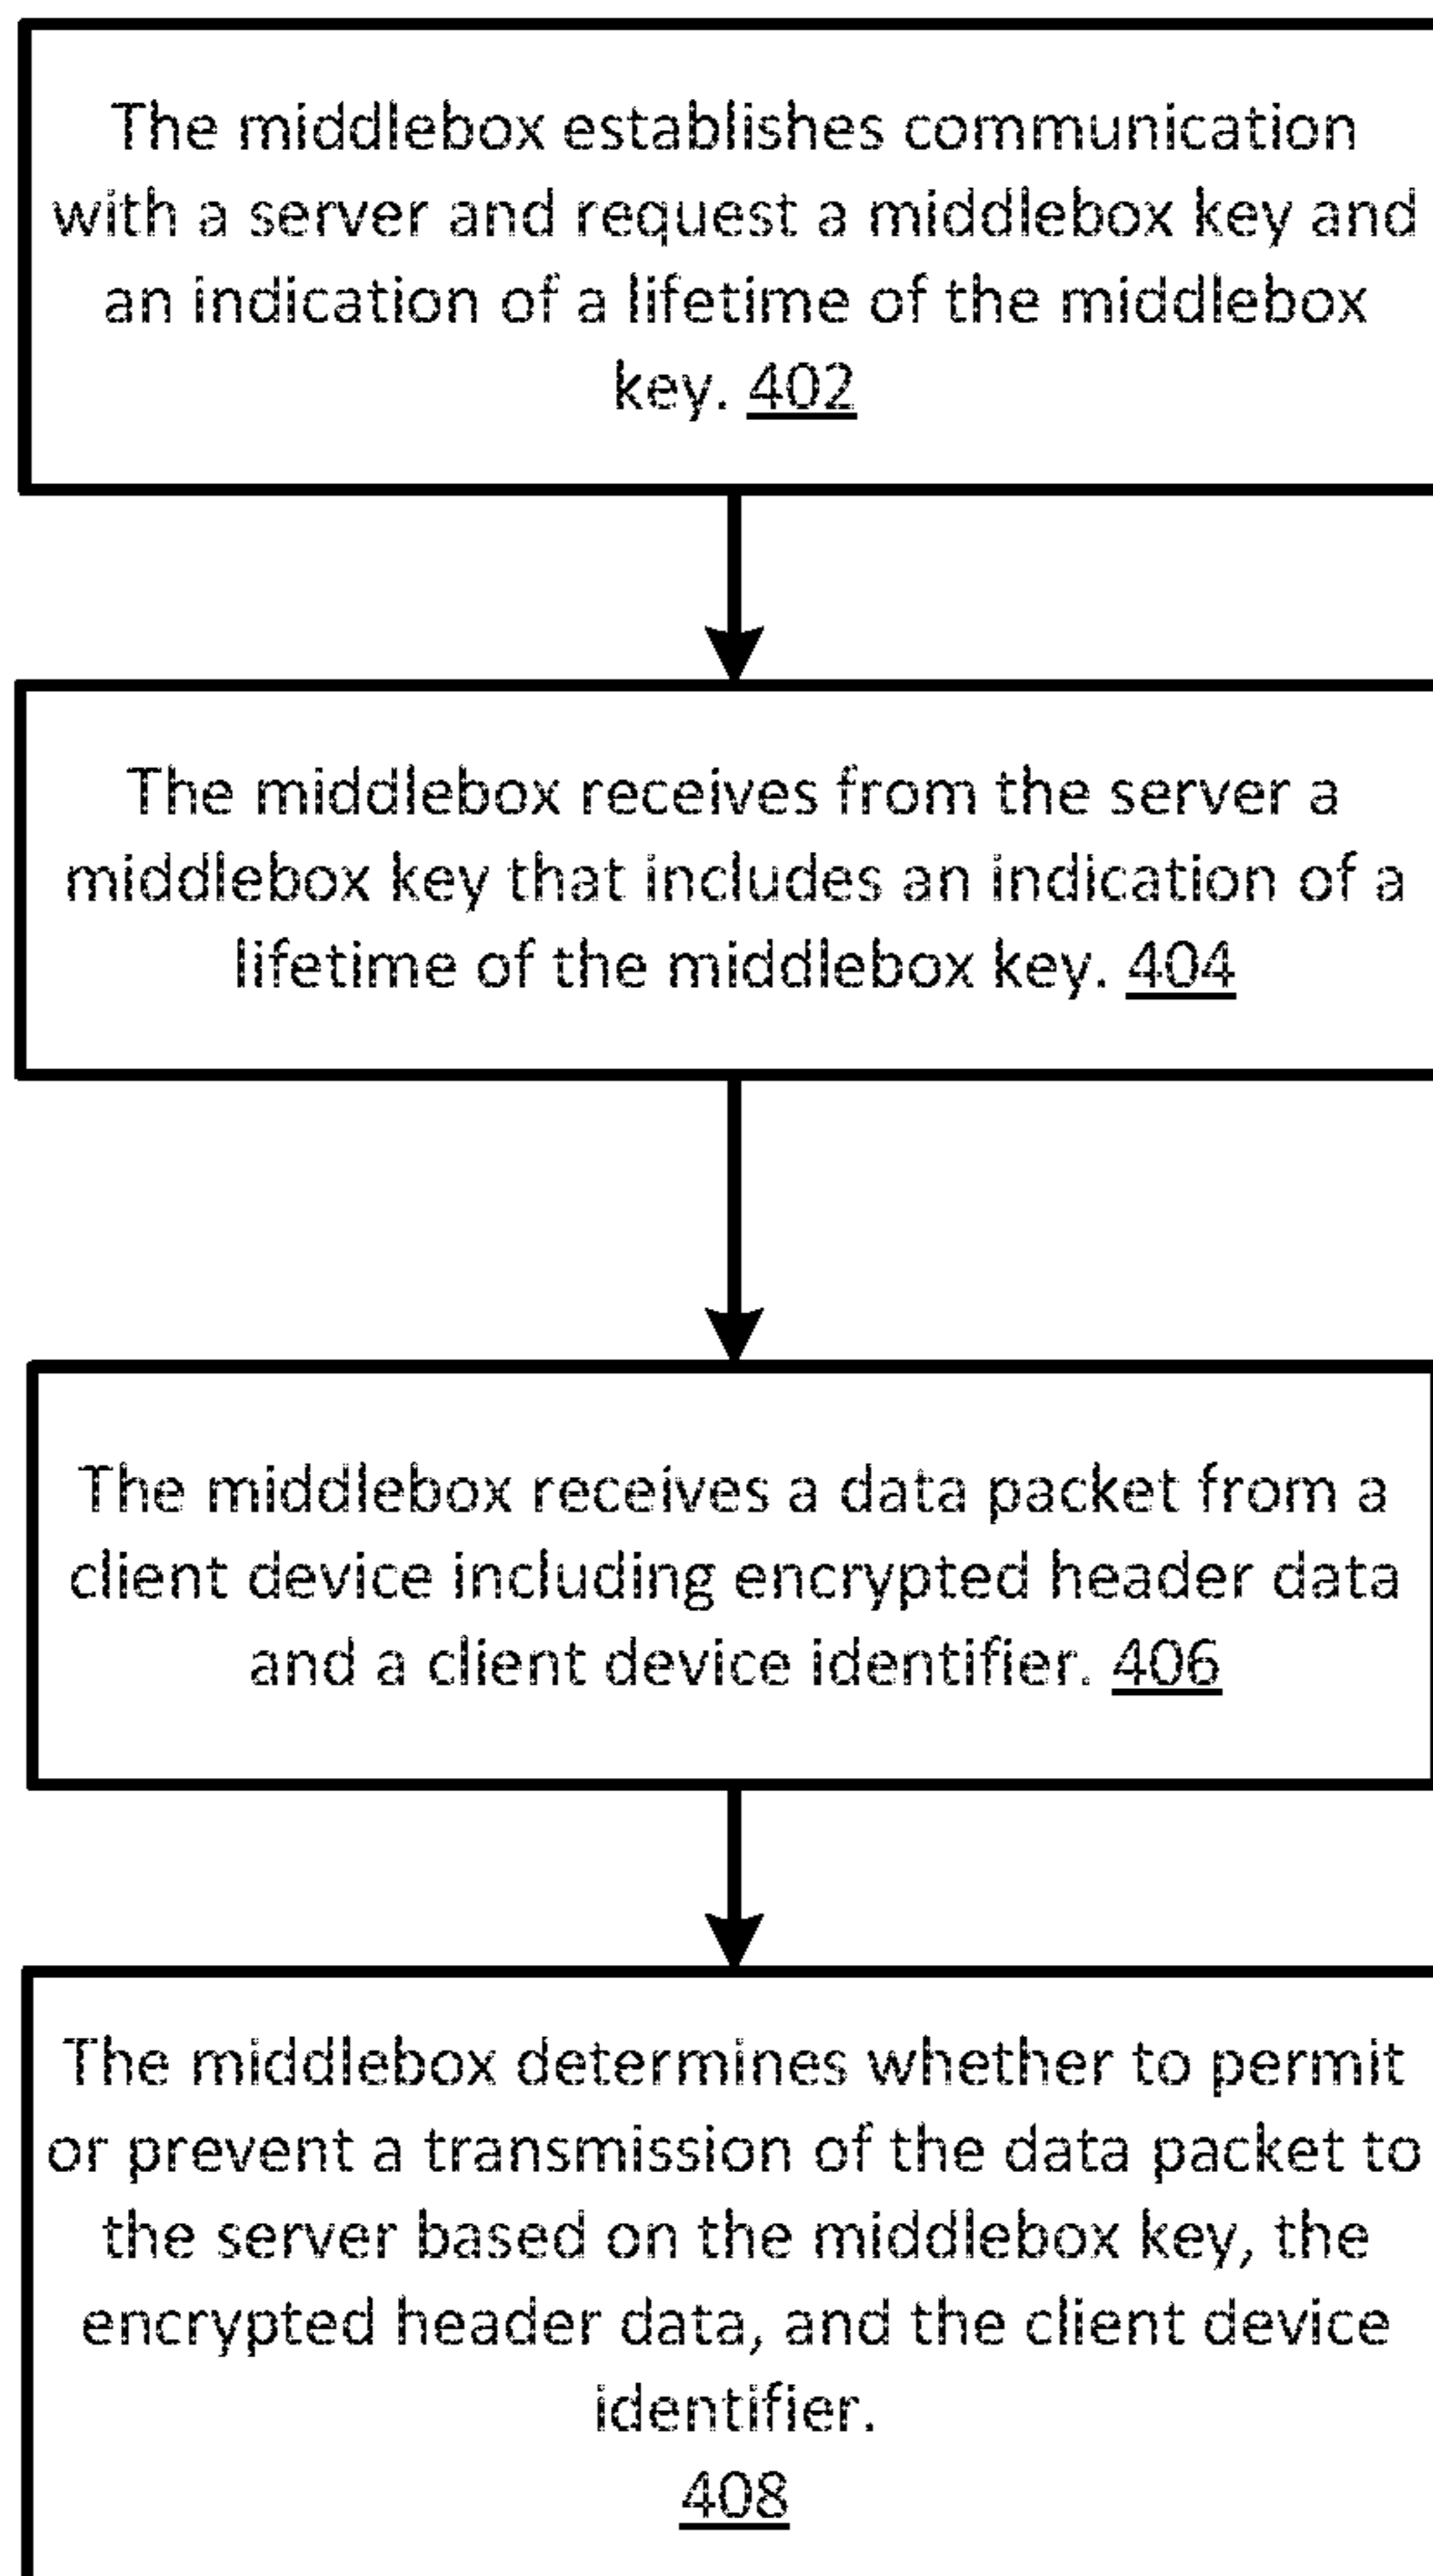 The middlebox establishes communication
with a server and request a middlebox key and
an indication of a lifetime of the middlebox
key. 402
The middlebox receives from the server a
middlebox key that includes an indication of a
lifetime of the middlebox key. 404
The middlebox receives a data packet from a
client device including encrypted header data
and a client device identifier. 406
The middlebox determines whether to permit
or prevent a transmission of the data packet to
the server based on the middlebox key, the
encrypted header data, and the client device
identifier.
408